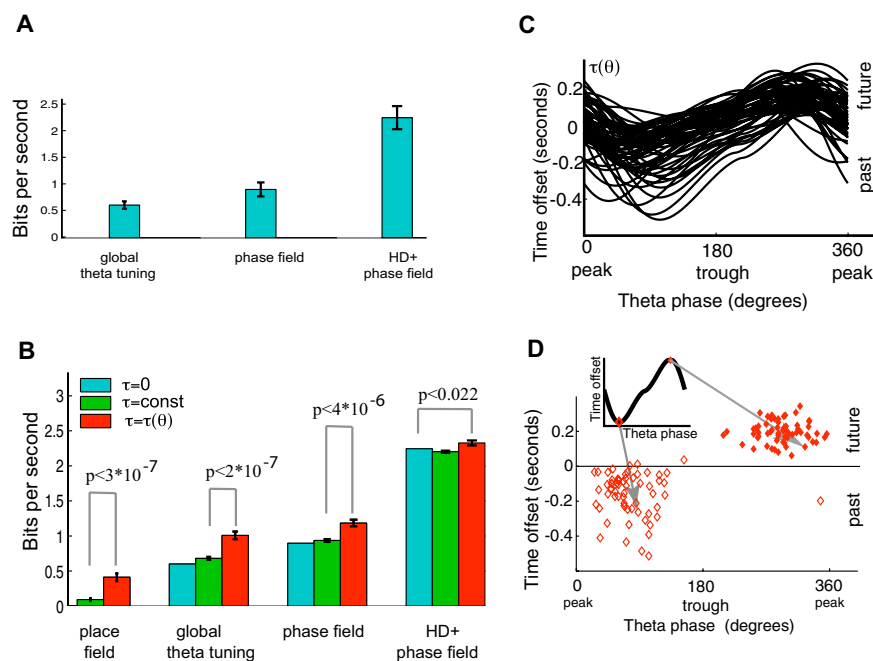 A
Bits per second
2.5
2
1.5
1
0.5
0
global
theta tuning
phase field
HD+
phase field
B
Bits per second
3
2.5
2
1.5
1
0.5
0
τ=0
τ=const
τ=τ(θ)
p<3*10⁻⁷
p<2*10⁻⁷
p<4*10⁻⁶
p<0.022
place
field
global
theta tuning
phase field
HD+
phase field
C
τ(θ)
Time offset (seconds)
0.2
0
-0.2
-0.4
future
past
0
180
360
peak
trough
peak
Theta phase (degrees)
D
Time offset
Theta phase
Time offset (seconds)
0.2
0
-0.2
-0.4
future
past
0
180
360
peak
trough
peak
Theta phase (degrees)